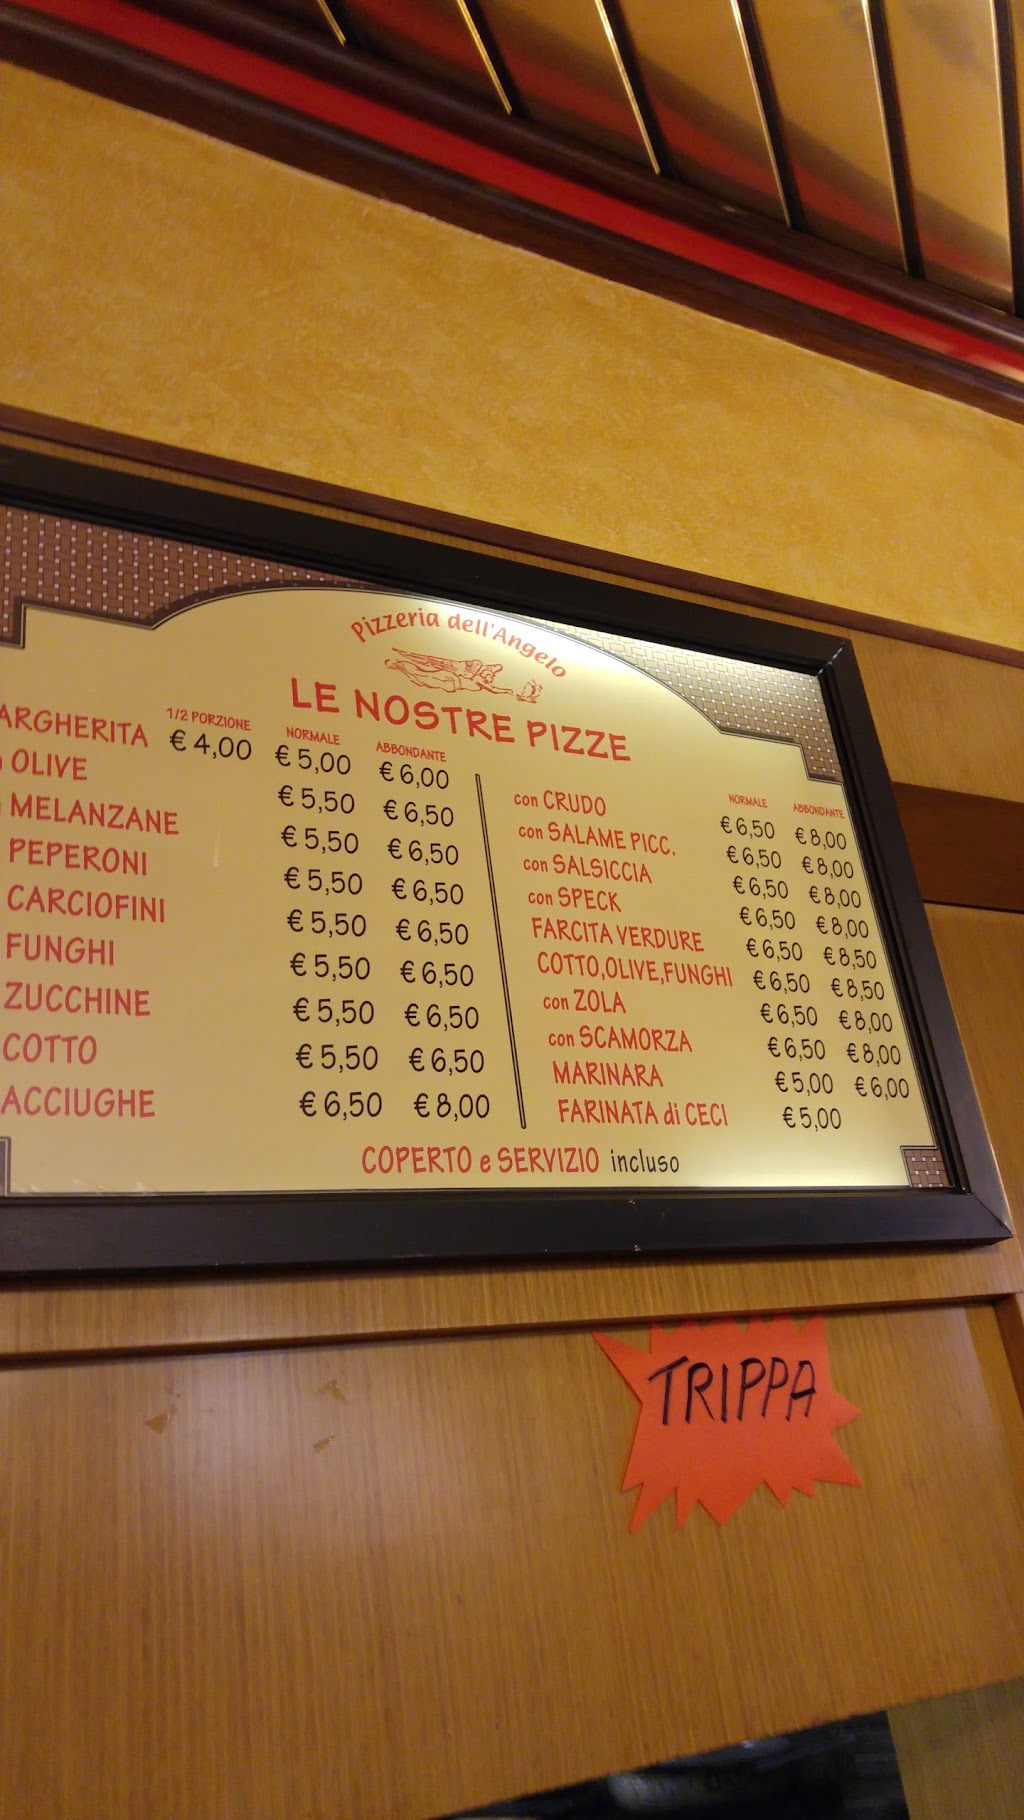 Pizzeria dell'Angelo
LE NOSTRE PIZZE
1/2 PORZIONE NORMALE ABBONDANTE
ARGHERITA € 4,00 € 5,00 € 6,00
OLIVE € 5,50 € 6,50
MELANZANE € 5,50 € 6,50
PEPERONI € 5,50 € 6,50
CARCIOFINI € 5,50 € 6,50
FUNGHI € 5,50 € 6,50
ZUCCHINE € 5,50 € 6,50
COTTO € 5,50 € 6,50
ACCIUGHE € 6,50 € 8,00
NORMALE ABBONDANTE
con CRUDO € 6,50 € 8,00
con SALAME PICC. € 6,50 € 8,00
con SALSICCIA € 6,50 € 8,00
con SPECK € 6,50 € 8,00
FARCITA VERDURE € 6,50 € 8,50
COTTO,OLIVE,FUNGHI € 6,50 € 8,50
con ZOLA € 6,50 € 8,00
con SCAMORZA € 6,50 € 8,00
MARINARA € 5,00 € 6,00
FARINATA di CECI € 5,00
COPERTO e SERVIZIO incluso
TRIPPA